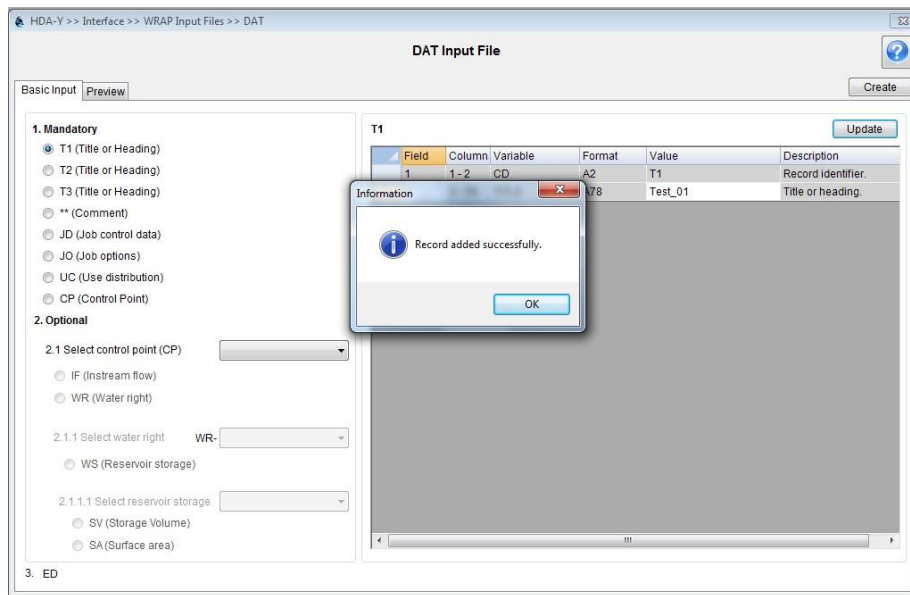 HDA-Y >> Interface >> WRAP Input Files >> DAT
DAT Input File
Basic Input Preview
Create
1. Mandatory
T1 (Title or Heading)
T2 (Title or Heading)
T3 (Title or Heading)
** (Comment)
JD (Job control data)
JO (Job options)
UC (Use distribution)
CP (Control Point)
2. Optional
2.1 Select control point (CP)
IF (Instream flow)
WR (Water right)
2.1.1 Select water right WR-
WS (Reservoir storage)
2.1.1.1 Select reservoir storage
SV (Storage Volume)
SA (Surface area)
3. ED
T1
Update
Field Column Variable Format Value Description
1 1 - 2 CD A2 T1 Record identifier.
A78 Test_01 Title or heading.
Information
Record added successfully.
OK